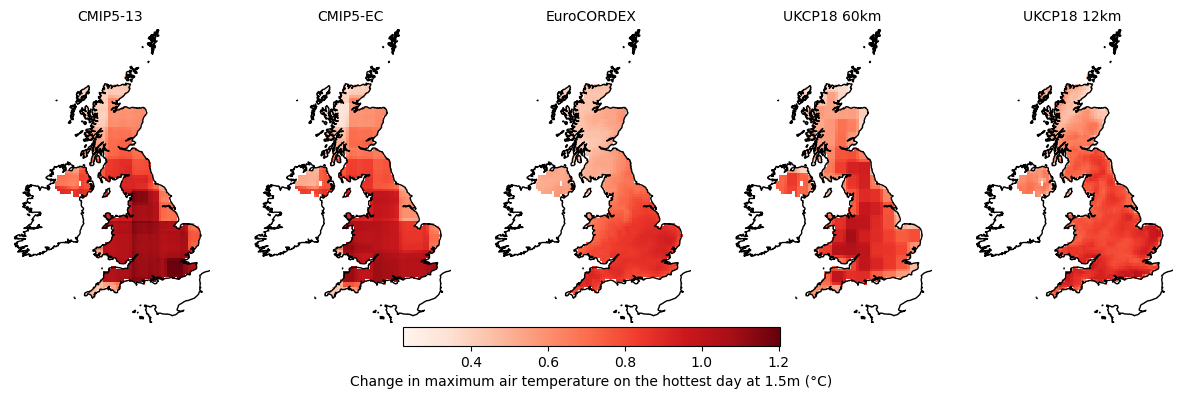 CMIP5-13 CMIP5-EC EuroCORDEX UKCP18 60km UKCP18 12km
0.4 0.6 0.8 1.0 1.2
Change in maximum air temperature on the hottest day at 1.5m (°C)